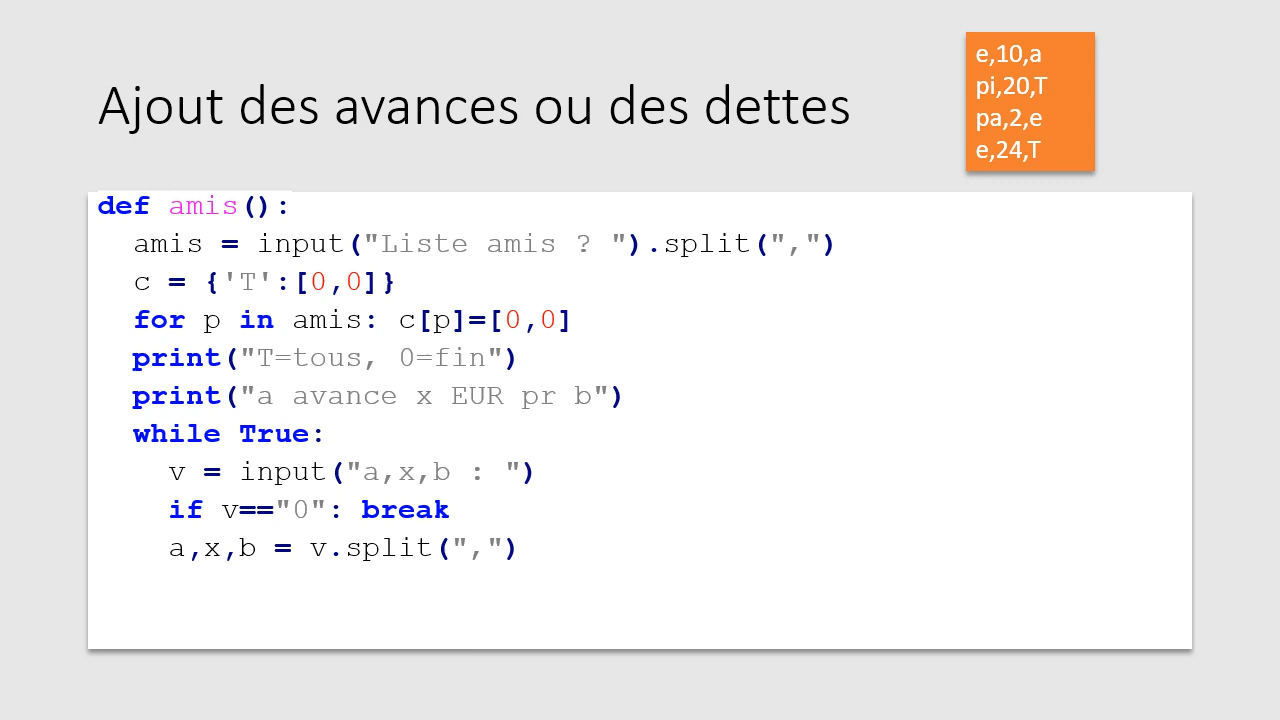 Ajout des avances ou des dettes
e,10,a
pi,20,T
pa,2,e
e,24,T
def amis():
  amis = input("Liste amis ? ").split(",")
  c = {'T':[0,0]}
  for p in amis: c[p]=[0,0]
  print("T=tous, 0=fin")
  print("a avance x EUR pr b")
  while True:
    v = input("a,x,b : ")
    if v=="0": break
    a,x,b = v.split(",")